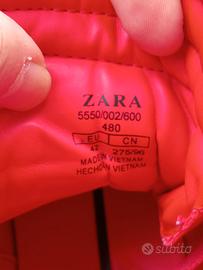 ZARA
5550/002/600
480
EU CN
42 275/96
MADE IN VIETNAM
HECHO EN VIETNAM
subito